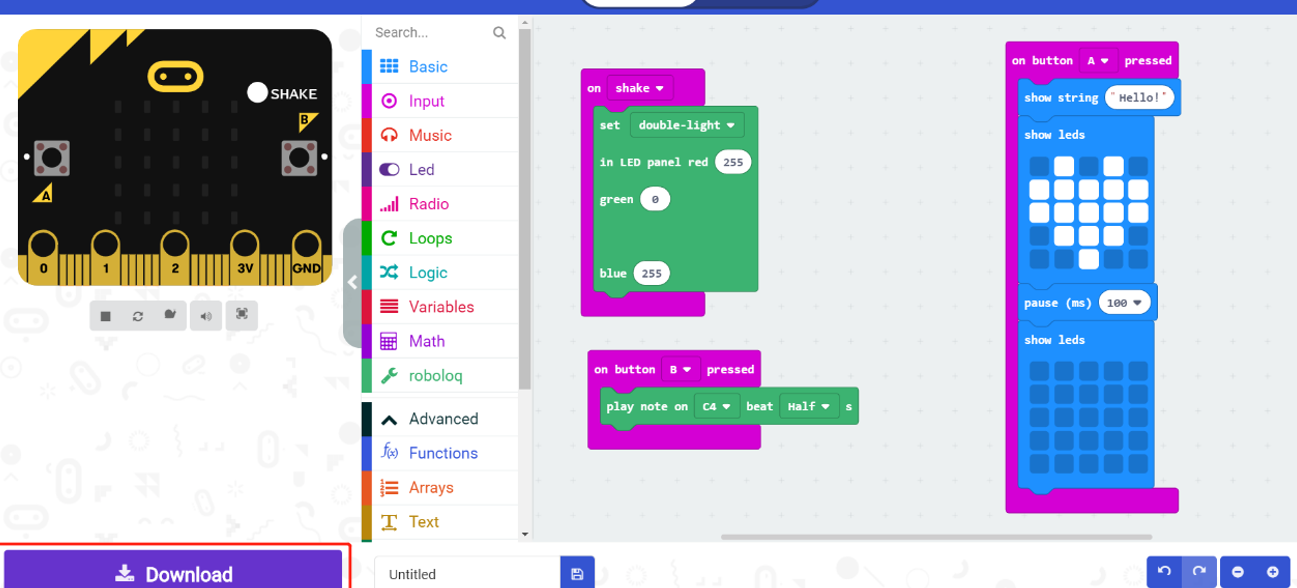 SHAKE
B
A
0 1 2 3V GND
Search...
Basic
Input
Music
Led
Radio
Loops
Logic
Variables
Math
roboloq
Advanced
f(x) Functions
Arrays
Text
on shake
set double-light
in LED panel red 255
green 0
blue 255
on button B pressed
play note on C4 beat Half s
on button A pressed
show string "Hello!"
show leds
pause (ms) 100
show leds
Download
Untitled